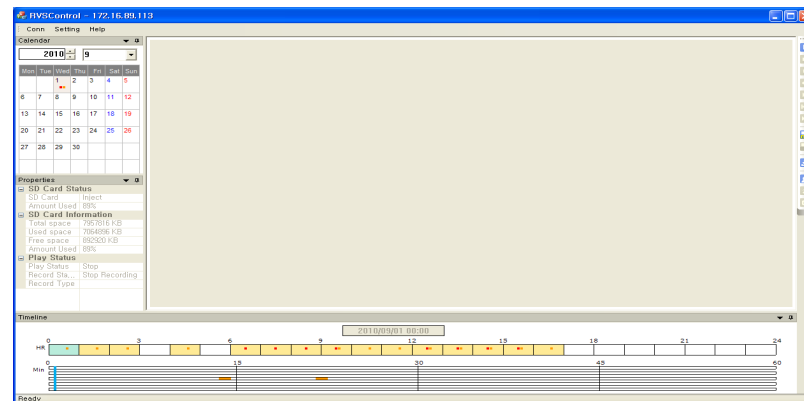 RVSControl - 172.16.89.113
Conn Setting Help
Calendar
2010 9
Mon Tue Wed Thu Fri Sat Sun
1 2 3 4 5
6 7 8 9 10 11 12
13 14 15 16 17 18 19
20 21 22 23 24 25 26
27 28 29 30
Properties
SD Card Status
SD Card Inject
Amount Used 89%
SD Card Information
Total space 7957816 KB
Used space 7064896 KB
Free space 892920 KB
Amount Used 89%
Play Status
Play Status Stop
Record Sta... Stop Recording
Record Type
Timeline
2010/09/01 00:00
0 3 6 9 12 15 18 21 24
HR
0 15 30 45 60
Min
Ready